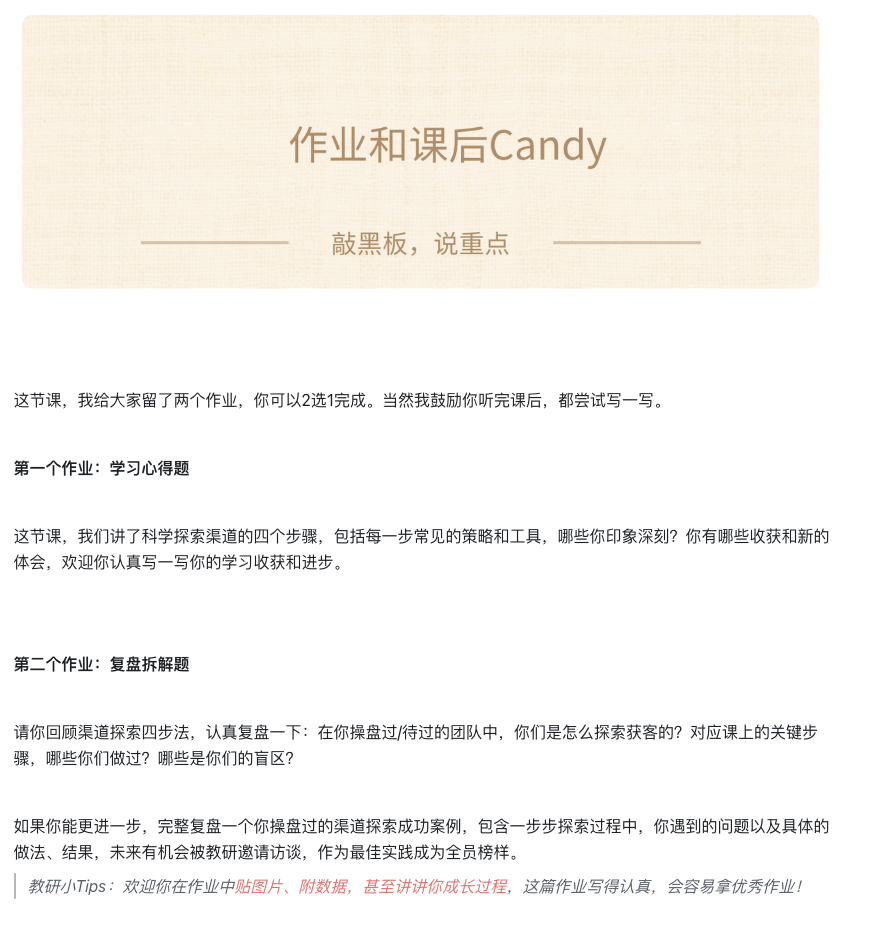 作业和课后Candy
敲黑板，说重点
这节课，我给大家留了两个作业，你可以2选1完成。当然我鼓励你听完课后，都尝试写一写。
第一个作业：学习心得题
这节课，我们讲了科学探索渠道的四个步骤，包括每一步常见的策略和工具，哪些你印象深刻？你有哪些收获和新的
体会，欢迎你认真写一写你的学习收获和进步。
第二个作业：复盘拆解题
请你回顾渠道探索四步法，认真复盘一下：在你操盘过/待过的团队中，你们是怎么探索获客的？对应课上的关键步
骤，哪些你们做过？哪些是你们的盲区？
如果你能更进一步，完整复盘一个你操盘过的渠道探索成功案例，包含一步步探索过程中，你遇到的问题以及具体的
做法、结果，未来有机会被教研邀请访谈，作为最佳实践成为全员榜样。
教研小Tips：欢迎你在作业中贴图片、附数据，甚至讲讲你成长过程，这篇作业写得认真，会容易拿优秀作业！